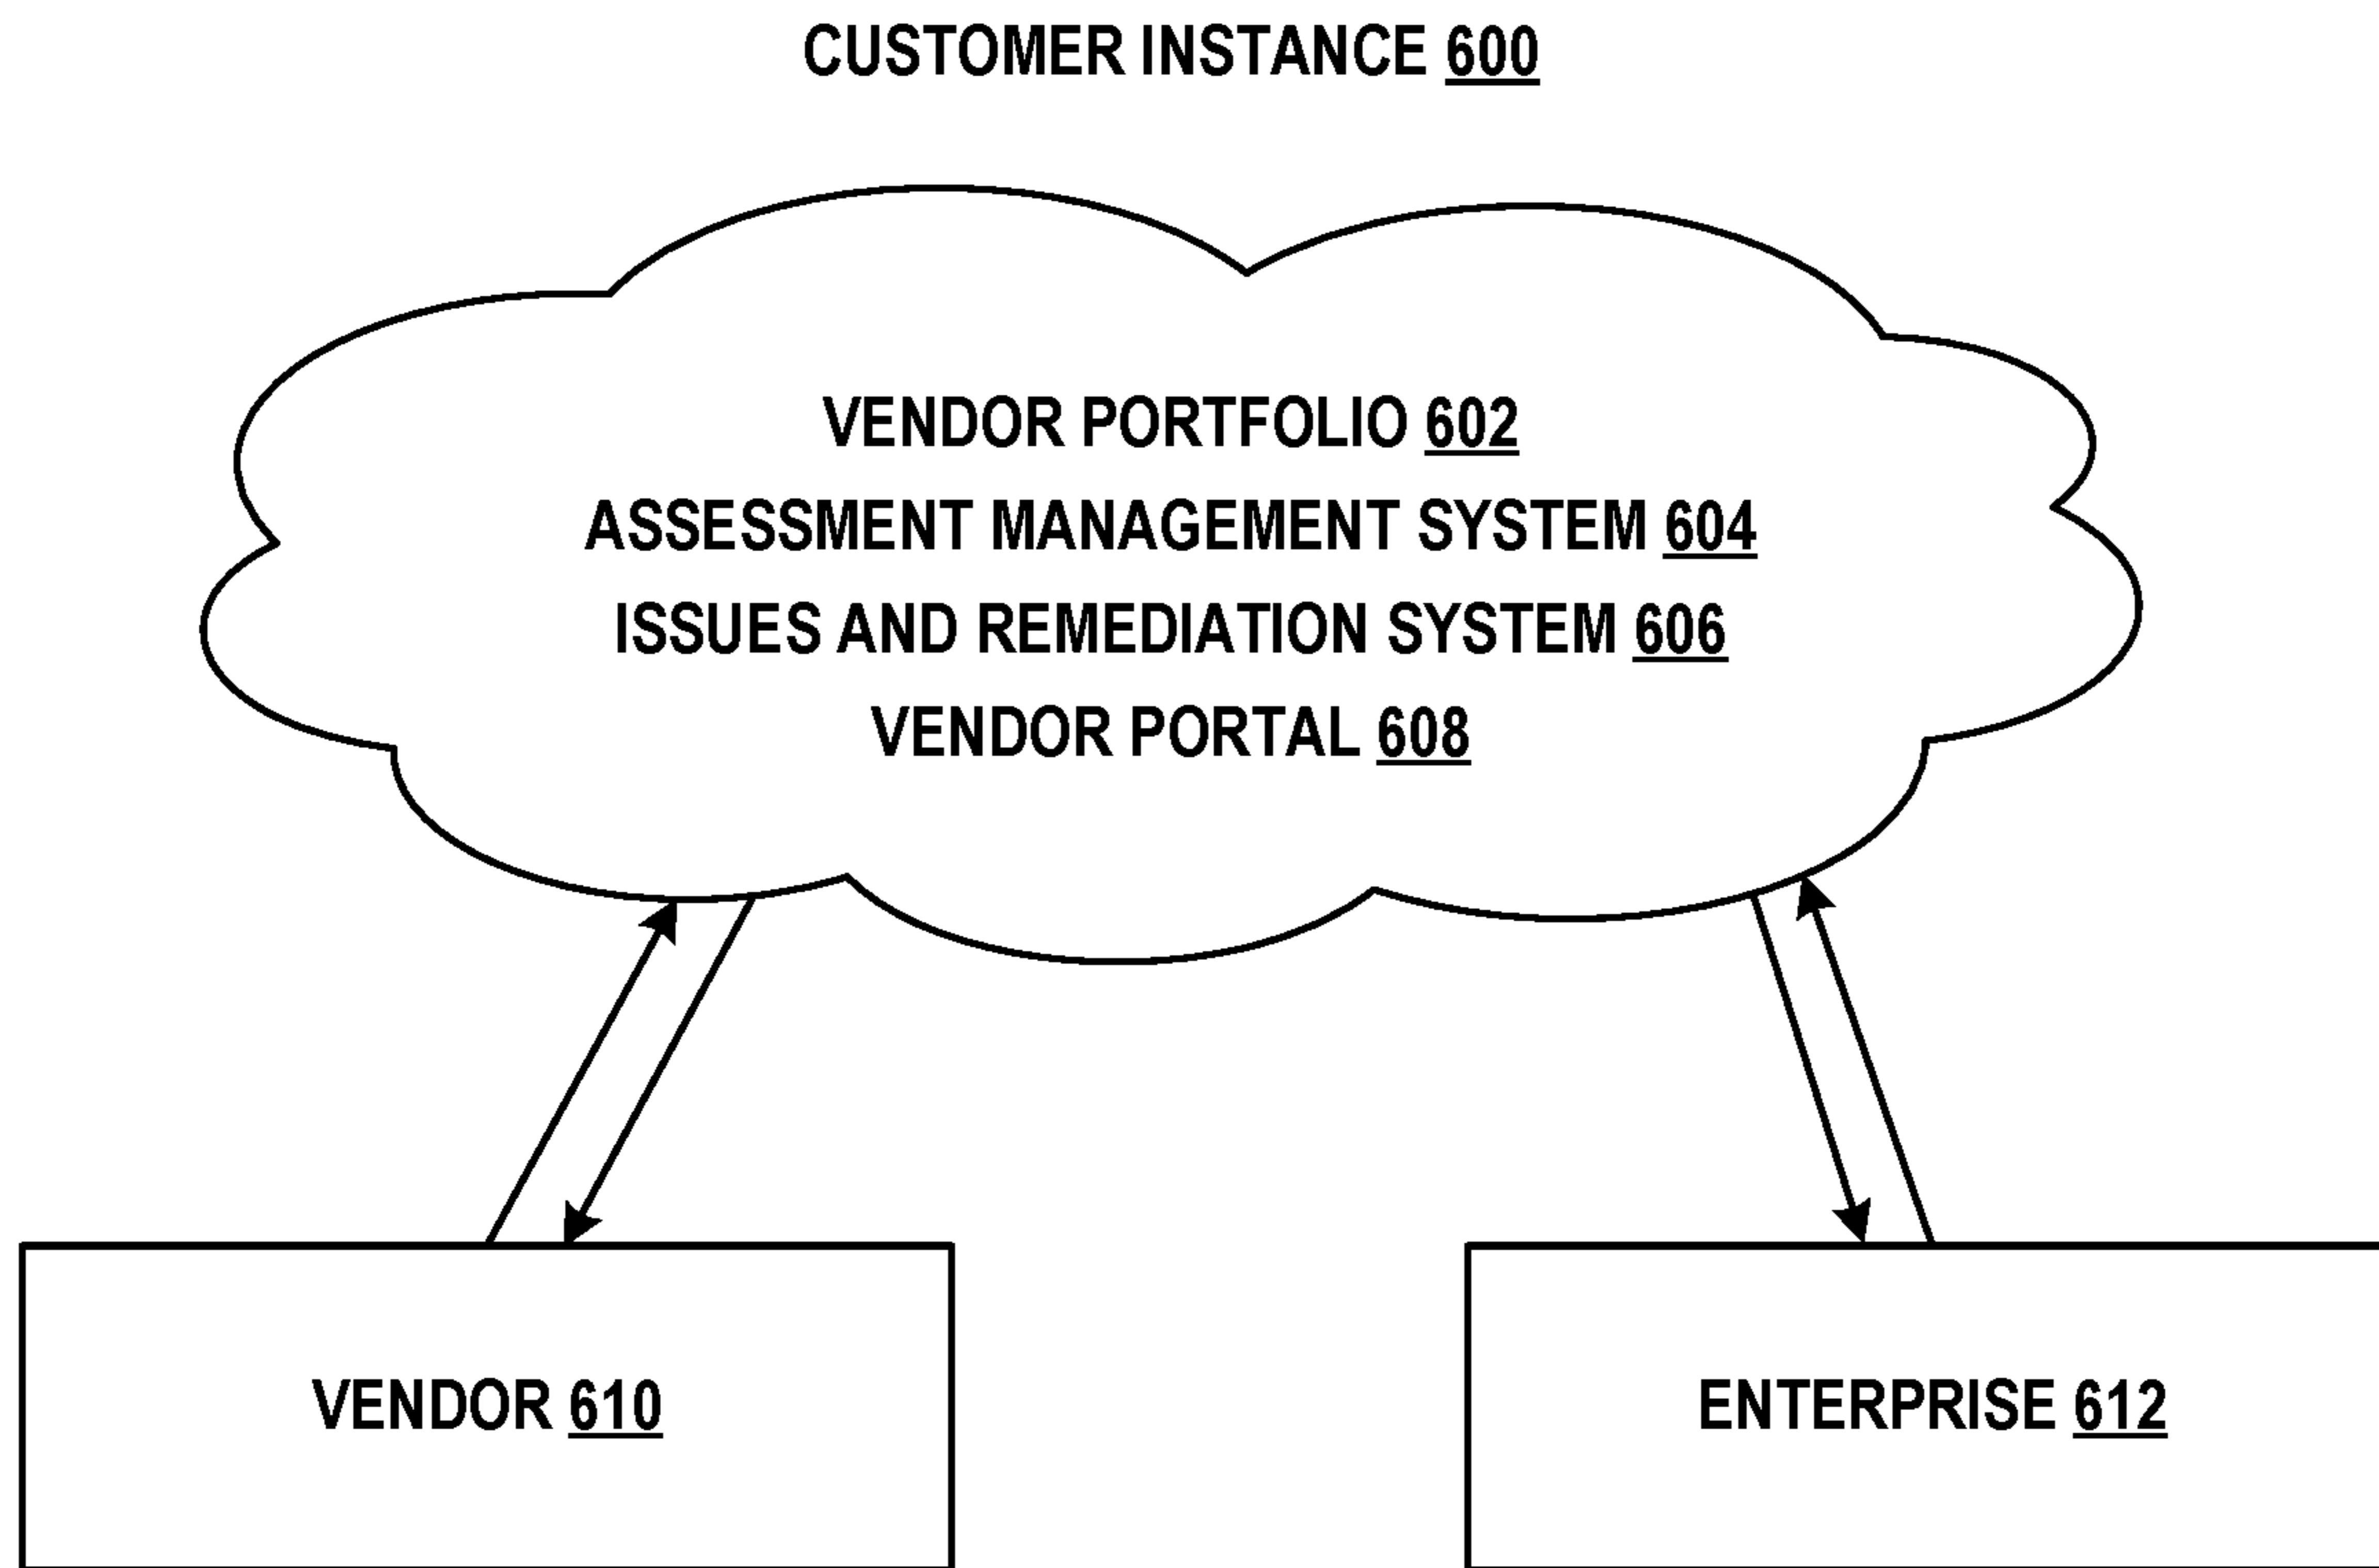 CUSTOMER INSTANCE 600
VENDOR PORTFOLIO 602
ASSESSMENT MANAGEMENT SYSTEM 604
ISSUES AND REMEDIATION SYSTEM 606
VENDOR PORTAL 608
VENDOR 610
ENTERPRISE 612